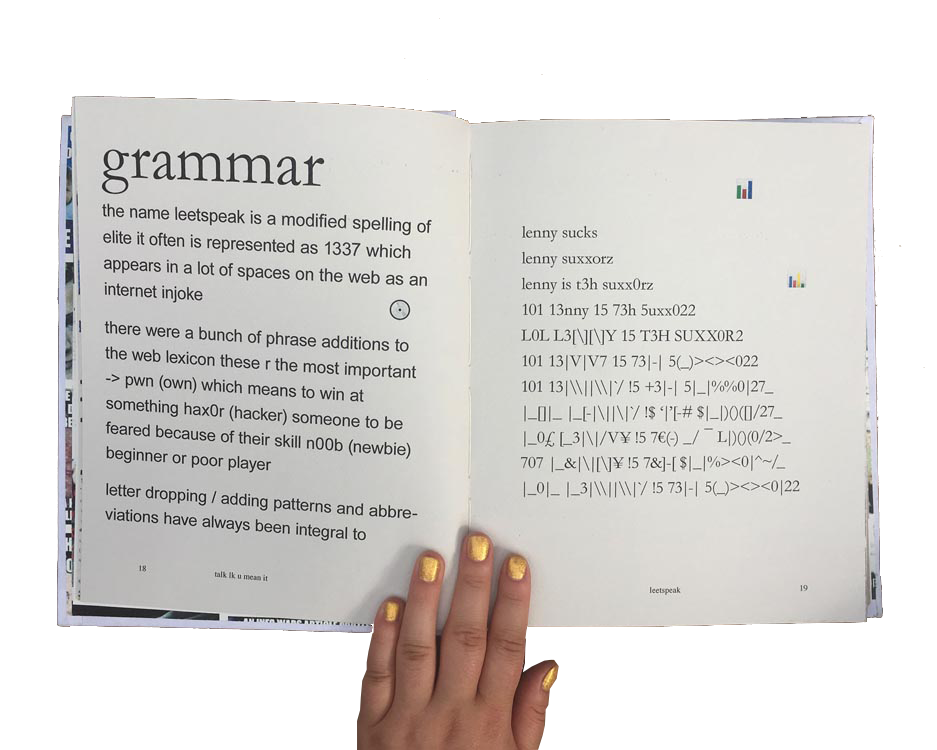 grammar
the name leetspeak is a modified spelling of
elite it often is represented as 1337 which
appears in a lot of spaces on the web as an
internet injoke
there were a bunch of phrase additions to
the web lexicon these r the most important
-> pwn (own) which means to win at
something hax0r (hacker) someone to be
feared because of their skill n00b (newbie)
beginner or poor player
letter dropping / adding patterns and abbre-
viations have always been integral to
18
talk lk u mean it
lenny sucks
lenny suxxorz
lenny is t3h suxx0rz
101 13nny 15 73h 5uxx022
L0L L3[\][\]Y 15 T3H SUXX0R2
101 13|V|V7 15 73|-| 5(_)><><022
101 13|\\||\\|`/ !5 +3|-| 5|_|%%0|27_
|_[]|_ |_[-|\||\|`/ !$ ‘|’[-# $|_|)()([]/27_
|_0£ [_3|\|/V¥ !5 7€(-) _/ ¯ L|)()(0/2>_
707 |_&|\|[\]¥ !5 7&]-[ $|_|%><0|^~/_
|_0|_ |_3|\\||\\|`/ !5 73|-| 5(_)><><0|22
leetspeak
19